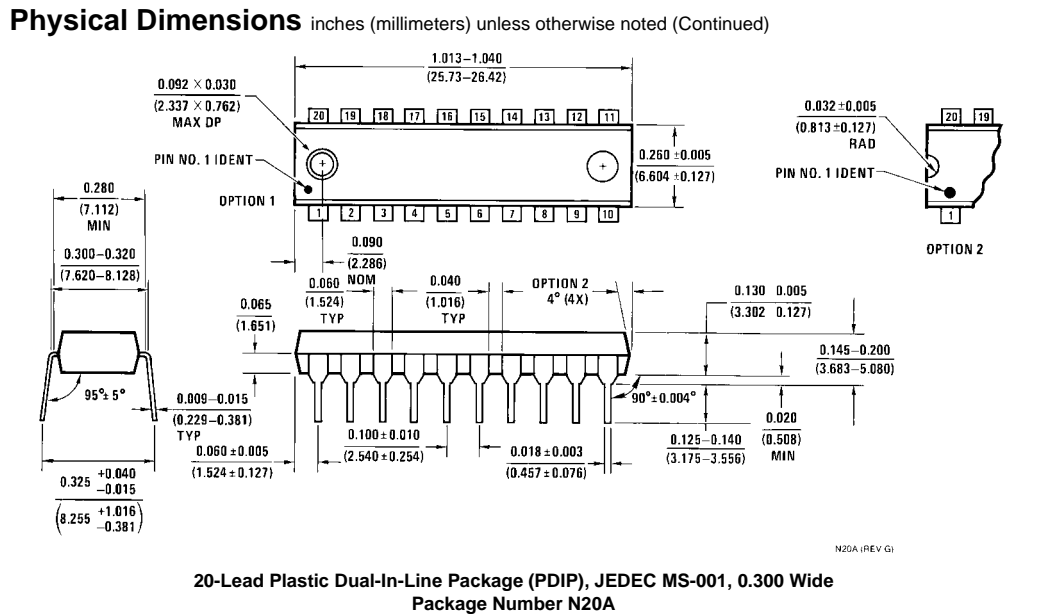 Physical Dimensions inches (millimeters) unless otherwise noted (Continued)
1.013–1.040
(25.73–26.42)
0.092 × 0.030
(2.337 × 0.762)
MAX DP
20 19 18 17 16 15 14 13 12 11
0.032 ±0.005
(0.813 ±0.127)
RAD
20 19
PIN NO. 1 IDENT
0.260 ±0.005
(6.604 ±0.127)
PIN NO. 1 IDENT
OPTION 1
1 2 3 4 5 6 7 8 9 10
1
OPTION 2
0.280
(7.112)
MIN
0.300–0.320
(7.620–8.128)
0.090
(2.286)
NOM
0.060
(1.524)
TYP
0.040
(1.016)
TYP
OPTION 2
4° (4X)
0.130 0.005
(3.302 0.127)
0.065
(1.651)
0.145–0.200
(3.683–5.080)
95°± 5°
0.009–0.015
(0.229–0.381)
TYP
90°±0.004°
0.020
(0.508)
MIN
0.125–0.140
(3.175–3.556)
0.100 ±0.010
(2.540 ±0.254)
0.018 ±0.003
(0.457 ±0.076)
0.060 ±0.005
(1.524 ±0.127)
0.325 +0.040
–0.015
(8.255 +1.016
–0.381)
N20A (REV G)
20-Lead Plastic Dual-In-Line Package (PDIP), JEDEC MS-001, 0.300 Wide
Package Number N20A